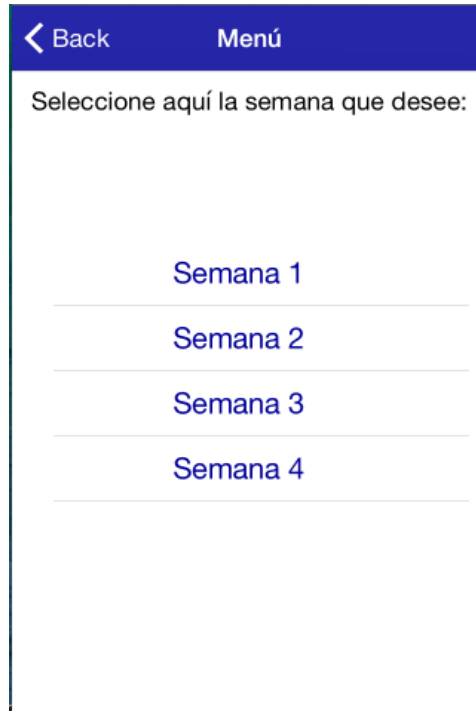 Back Menú
Seleccione aquí la semana que desee:
Semana 1
Semana 2
Semana 3
Semana 4